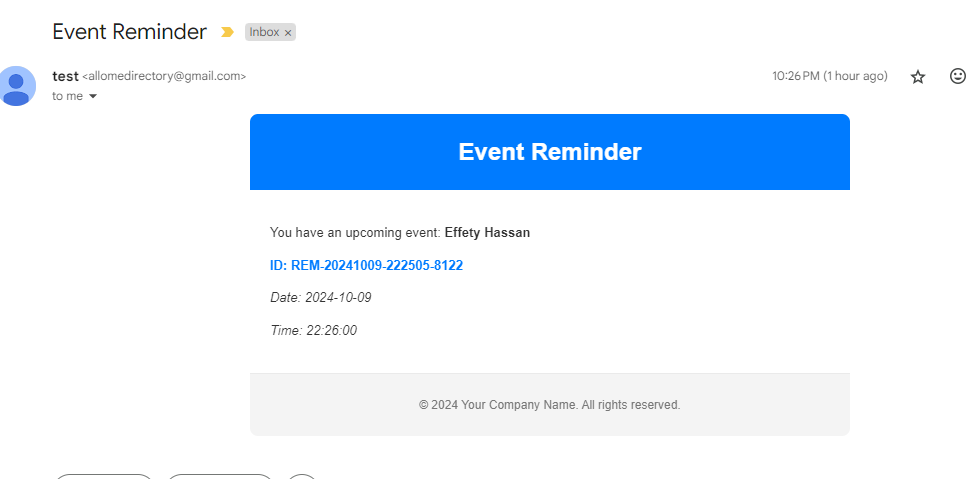 Event Reminder
Inbox ×
test <allomedirectory@gmail.com>
10:26 PM (1 hour ago)
to me
Event Reminder
You have an upcoming event: Effety Hassan
ID: REM-20241009-222505-8122
Date: 2024-10-09
Time: 22:26:00
© 2024 Your Company Name. All rights reserved.